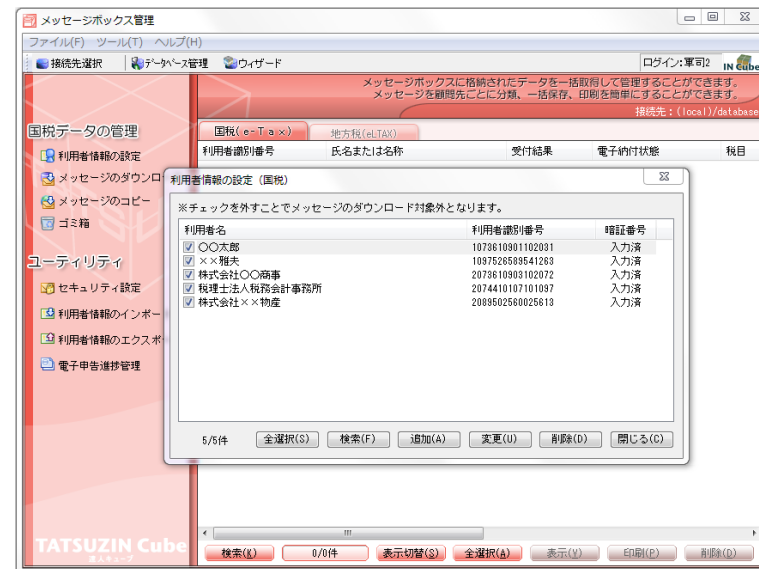 メッセージボックス管理
ファイル(F) ツール(T) ヘルプ(H)
接続先選択 データベース管理 ウィザード ログイン:軍司2 IN Cube
メッセージボックスに格納されたデータを一括取得して管理することができます。
メッセージを顧問先ごとに分類、一括保存、印刷を簡単にすることができます。
接続先:(local)/database
国税データの管理
利用者情報の設定
メッセージのダウンロ
メッセージのコピー
ゴミ箱
ユーティリティ
セキュリティ設定
利用者情報のインポー
利用者情報のエクスポ
電子申告進捗管理
TATSUZIN Cube
達人キューブ
国税(e-Tax) 地方税(eLTAX)
利用者識別番号 氏名または名称 受付結果 電子納付状態 税目
利用者情報の設定 (国税)
※チェックを外すことでメッセージのダウンロード対象外となります。
利用者名 利用者識別番号 暗証番号
〇〇太郎 1073610901102031 入力済
××雅夫 1097526589541263 入力済
株式会社〇〇商事 2073610903102072 入力済
税理士法人税務会計事務所 2074410107101097 入力済
株式会社××物産 2089502560025613 入力済
5/5件 全選択(S) 検索(F) 追加(A) 変更(U) 削除(D) 閉じる(C)
検索(K) 0/0件 表示切替(S) 全選択(A) 表示(V) 印刷(P) 削除(D)